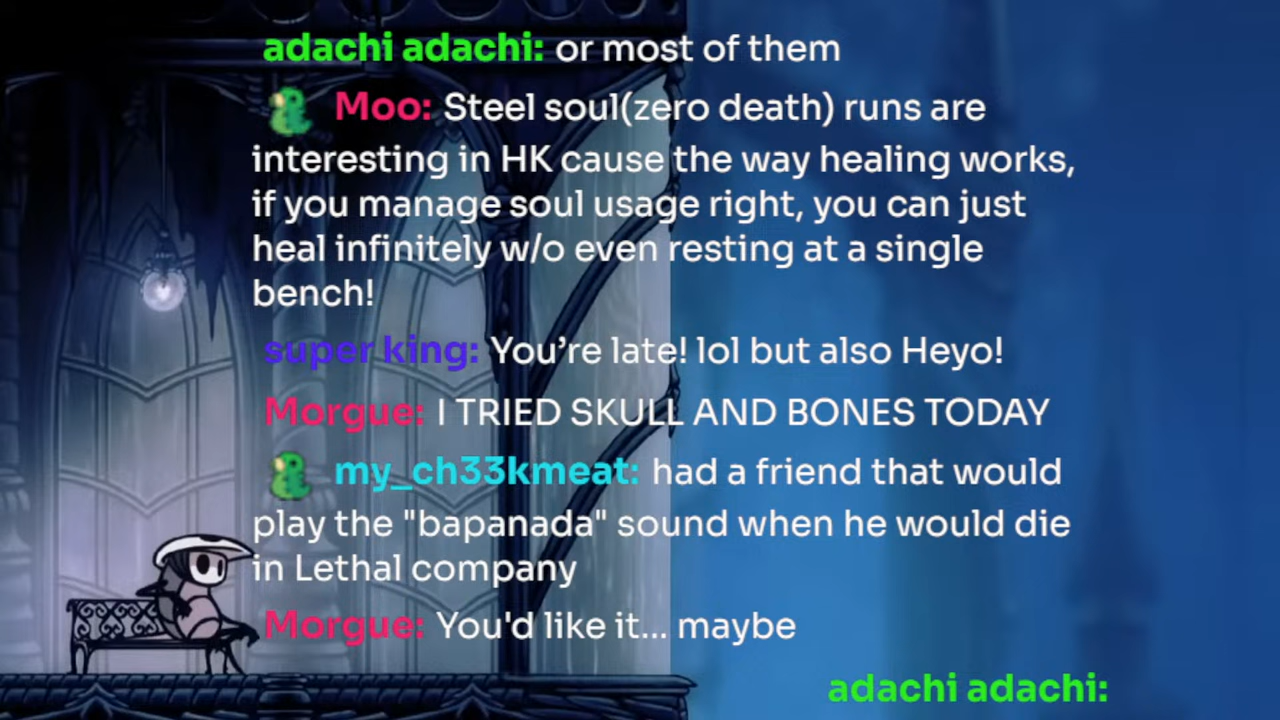 adachi adachi: or most of them
Moo: Steel soul(zero death) runs are
interesting in HK cause the way healing works,
if you manage soul usage right, you can just
heal infinitely w/o even resting at a single
bench!
super king: You’re late! lol but also Heyo!
Morgue: I TRIED SKULL AND BONES TODAY
my_ch33kmeat: had a friend that would
play the "bapanada" sound when he would die
in Lethal company
Morgue: You'd like it... maybe
adachi adachi: